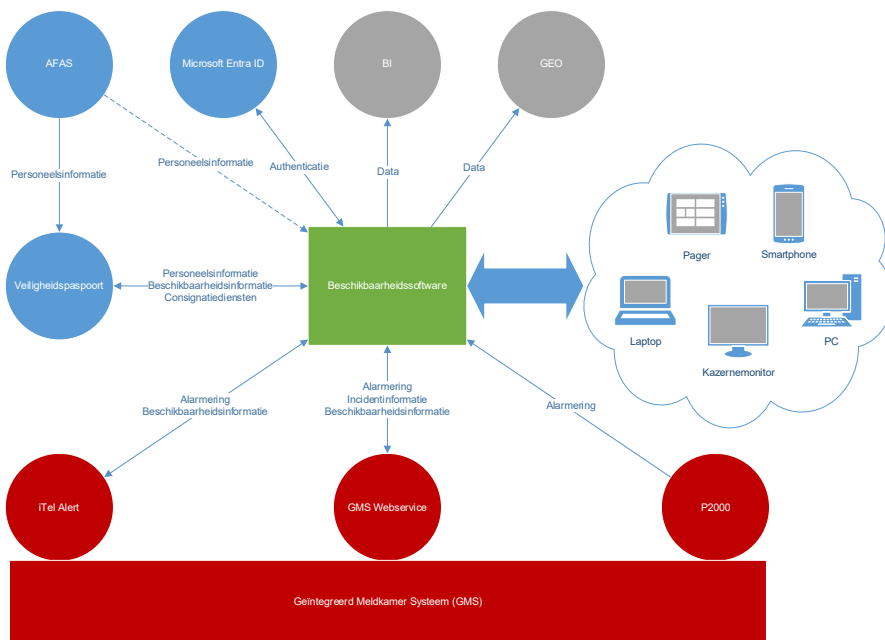 AFAS
Microsoft Entra ID
BI
GEO
Personeelsinformatie
Personeelsinformatie
Authenticatie
Data
Data
Pager
Smartphone
Veiligheidspaspoort
Personeelsinformatie
Beschikbaarheidsinformatie
Consignatiediensten
Beschikbaarheidssoftware
Laptop
Kazernemonitor
PC
Alarmering
Beschikbaarheidsinformatie
Alarmering
Incidentinformatie
Beschikbaarheidsinformatie
Alarmering
iTel Alert
GMS Webservice
P2000
Geïntegreerd Meldkamer Systeem (GMS)